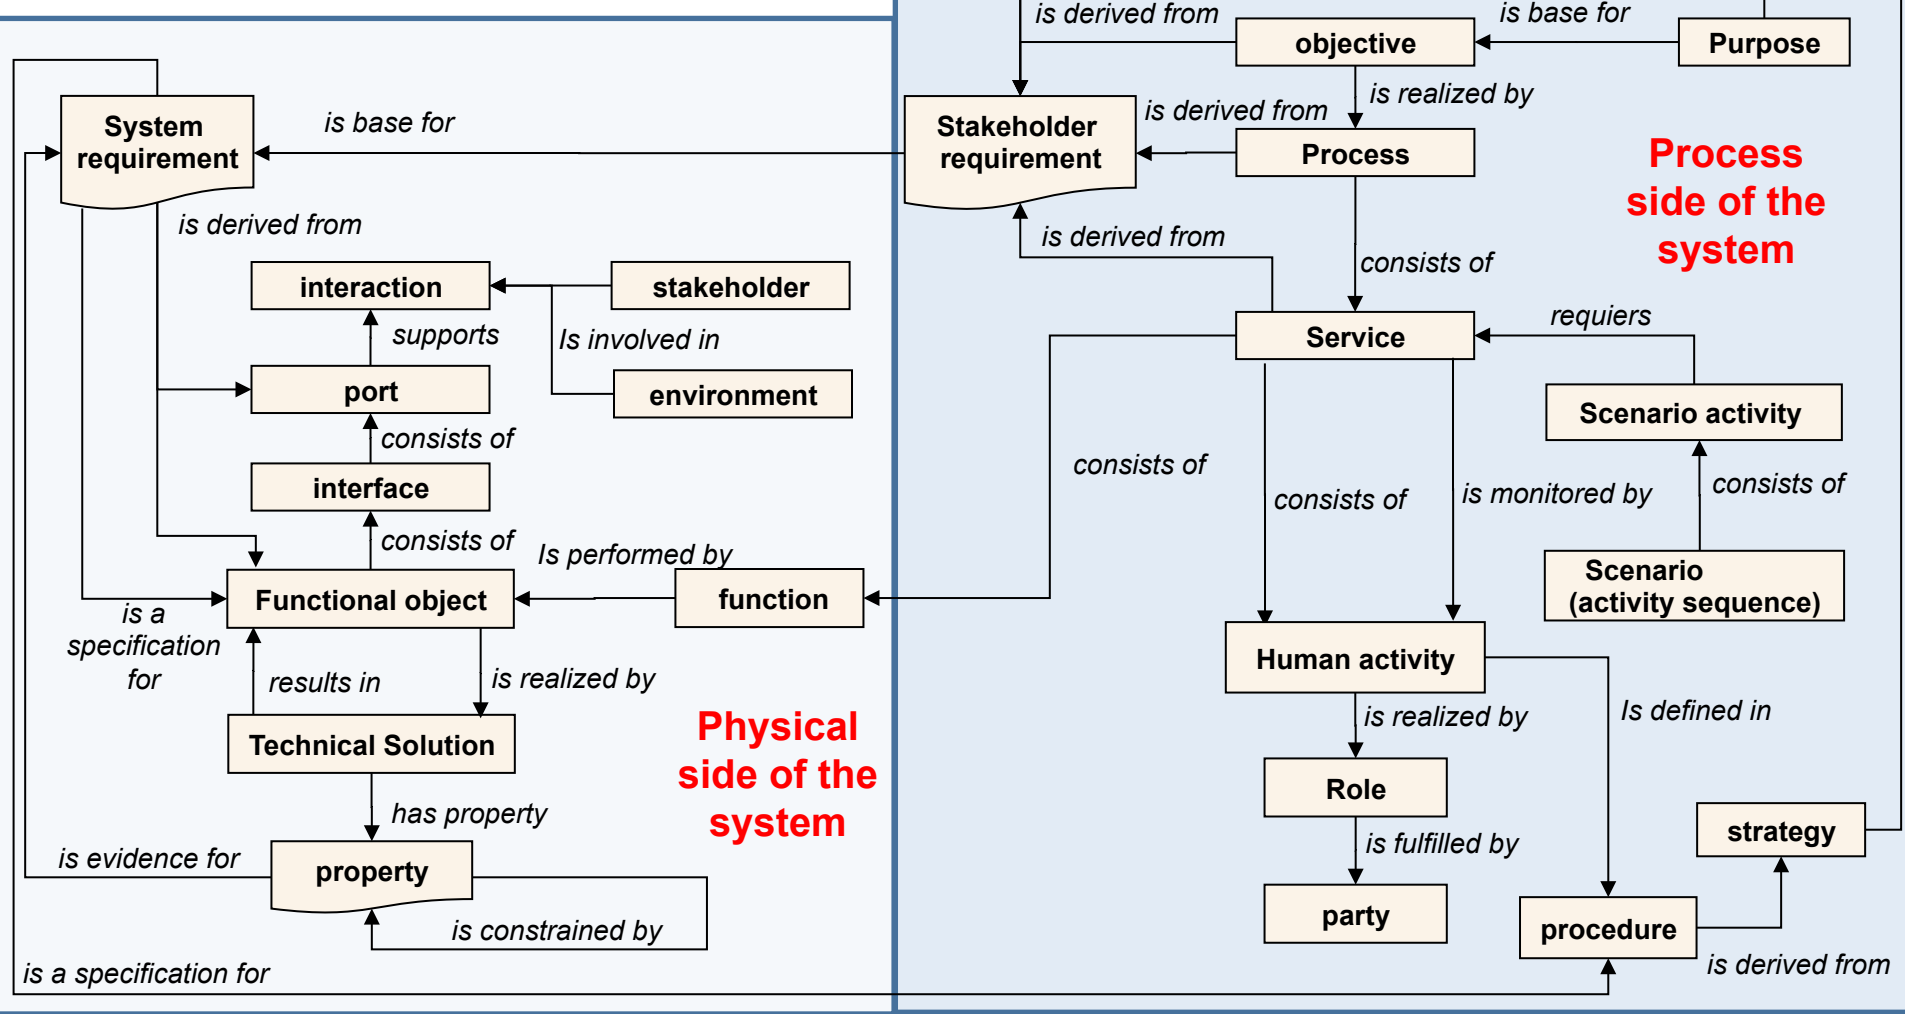 is derived from
is base for
objective
Purpose
is realized by
System
requirement
is base for
Stakeholder
requirement
is derived from
Process
Process
side of the
system
is derived from
is derived from
consists of
interaction
stakeholder
supports
Is involved in
requiers
Service
port
environment
Scenario activity
consists of
consists of
consists of
is monitored by
consists of
interface
consists of
Is performed by
Scenario
(activity sequence)
Functional object
function
is a
specification
for
results in
is realized by
Human activity
Physical
side of the
system
is realized by
Is defined in
Technical Solution
Role
has property
strategy
is evidence for
property
is fulfilled by
is constrained by
party
procedure
is a specification for
is derived from